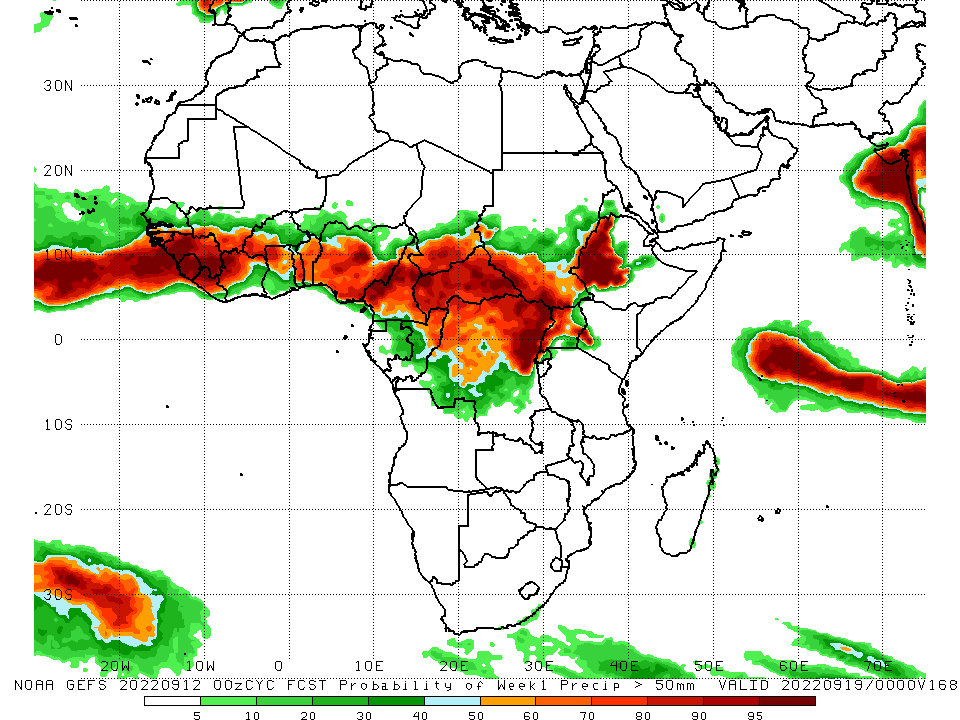 30N
20N
10N
0
10S
20S
30S
20W 10W 0 10E 20E 30E 40E 50E 60E 70E
NOAA GEFS 20220912 00zCYC FCST Probability of Week1 Precip > 50mm VALID 20220919/0000V168
5 10 20 30 40 50 60 70 80 90 95